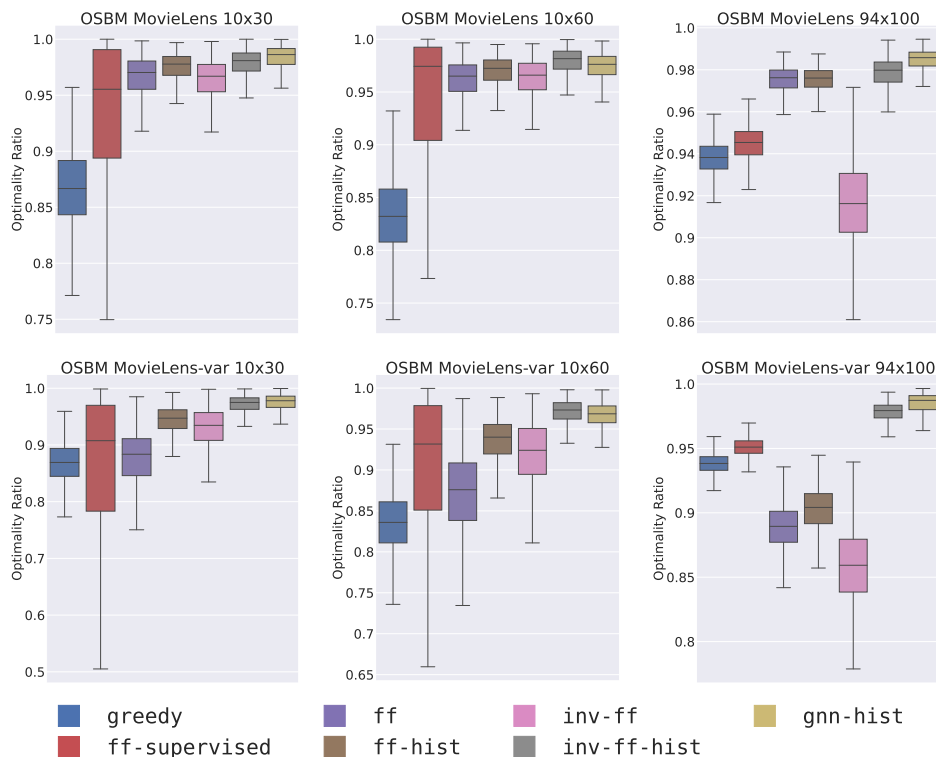 OSBM MovieLens 10x30
OSBM MovieLens 10x60
OSBM MovieLens 94x100
Optimality Ratio
1.0
0.95
0.9
0.85
0.8
0.75
Optimality Ratio
1.0
0.95
0.9
0.85
0.8
0.75
Optimality Ratio
1.0
0.98
0.96
0.94
0.92
0.9
0.88
0.86
OSBM MovieLens-var 10x30
OSBM MovieLens-var 10x60
OSBM MovieLens-var 94x100
Optimality Ratio
1.0
0.9
0.8
0.7
0.6
0.5
Optimality Ratio
1.0
0.95
0.9
0.85
0.8
0.75
0.7
0.65
Optimality Ratio
1.0
0.95
0.9
0.85
0.8
greedy
ff
inv-ff
gnn-hist
ff-supervised
ff-hist
inv-ff-hist